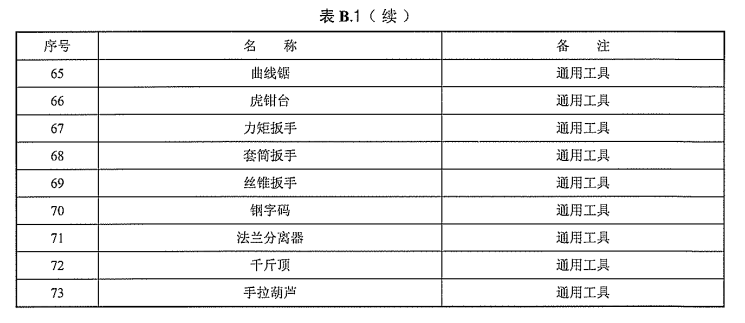 表 B.1（续）
序号 名 称 备 注
65 曲线锯 通用工具
66 虎钳台 通用工具
67 力矩扳手 通用工具
68 套筒扳手 通用工具
69 丝锥扳手 通用工具
70 钢字码 通用工具
71 法兰分离器 通用工具
72 千斤顶 通用工具
73 手拉葫芦 通用工具